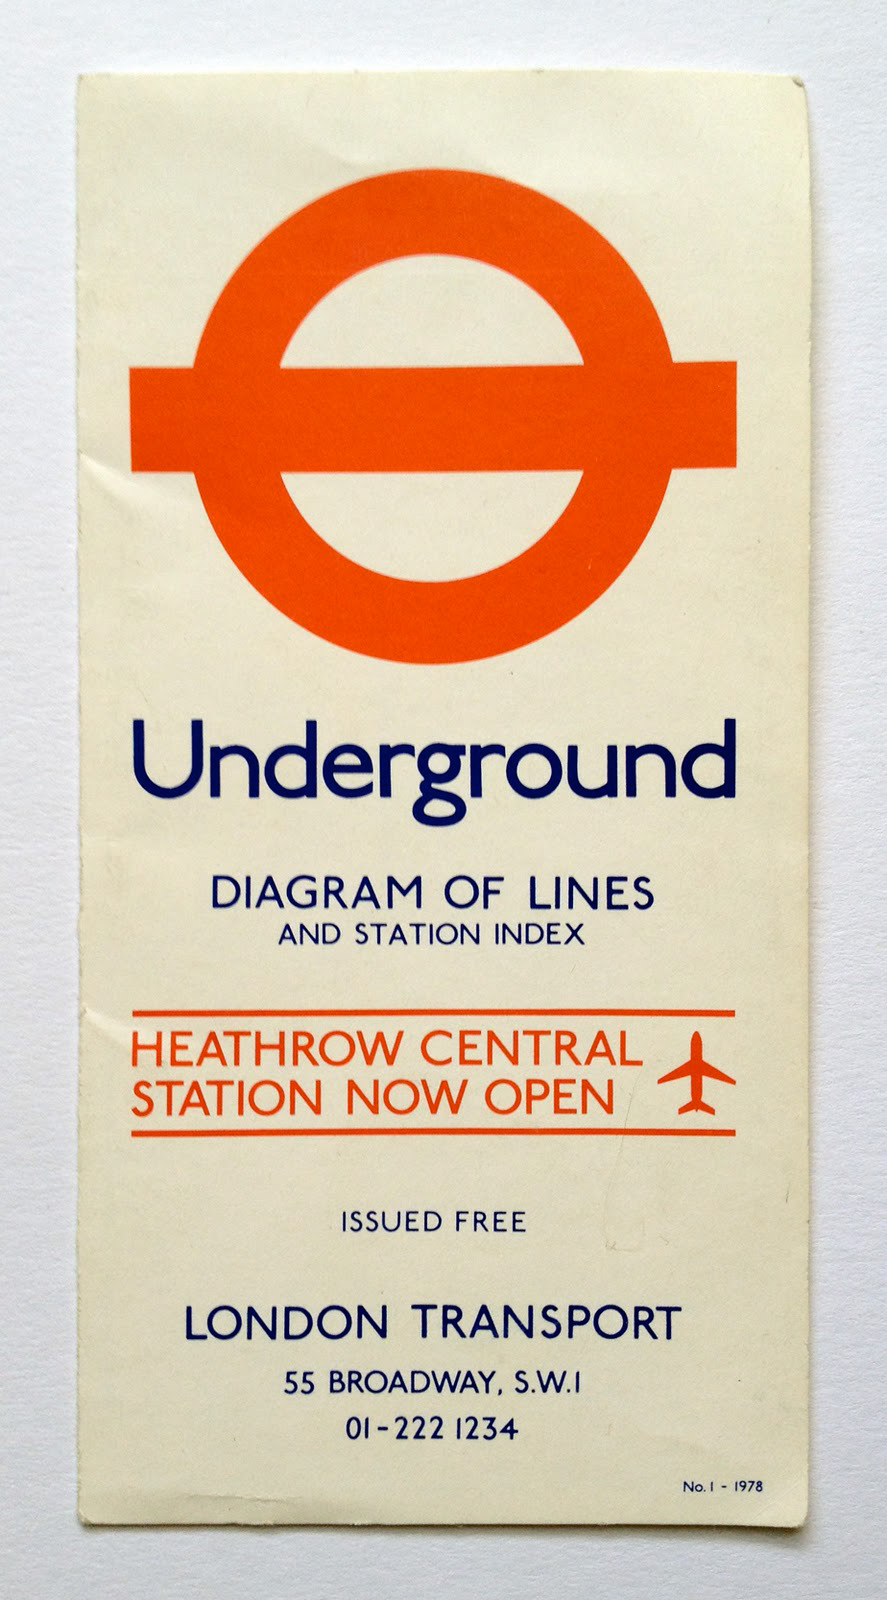 Underground
DIAGRAM OF LINES
AND STATION INDEX
HEATHROW CENTRAL
STATION NOW OPEN
ISSUED FREE
LONDON TRANSPORT
55 BROADWAY, S.W.1
01-222 1234
No. 1 - 1978